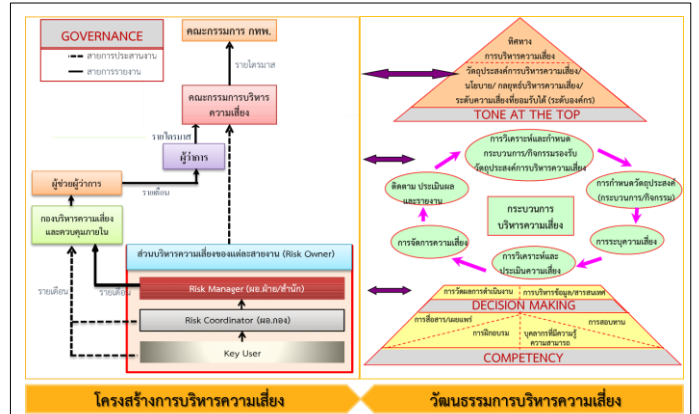 GOVERNANCE
สายการประสานงาน
สายการรายงาน
คณะกรรมการ กทพ.
รายไตรมาส
คณะกรรมการบริหาร
ความเสี่ยง
รายไตรมาส
ผู้ว่าการ
ผู้ช่วยผู้ว่าการ
รายเดือน
กองบริหารความเสี่ยง
และควบคุมภายใน
ส่วนบริหารความเสี่ยงของแต่ละสายงาน (Risk Owner)
รายเดือน
รายเดือน
Risk Manager (ผอ.ฝ่าย/สำนัก)
Risk Coordinator (ผอ.กอง)
Key User
โครงสร้างการบริหารความเสี่ยง
ทิศทาง
การบริหารความเสี่ยง
วัตถุประสงค์การบริหารความเสี่ยง/
นโยบาย/ กลยุทธ์บริหารความเสี่ยง/
ระดับความเสี่ยงที่ยอมรับได้ (ระดับองค์กร)
TONE AT THE TOP
การวิเคราะห์และกำหนด
กระบวนการ/กิจกรรมรองรับ
วัตถุประสงค์การบริหารความเสี่ยง
ติดตาม ประเมินผล
และรายงาน
การกำหนดวัตถุประสงค์
(กระบวนการ/กิจกรรม)
กระบวนการ
บริหารความเสี่ยง
การจัดการความเสี่ยง
การระบุความเสี่ยง
การวิเคราะห์และ
ประเมินความเสี่ยง
การวัดผลการดำเนินงาน
การบริหารข้อมูล/สารสนเทศ
DECISION MAKING
การสื่อสาร/เผยแพร่
การสอบทาน
การฝึกอบรม
บุคลากรที่มีความรู้
ความสามารถ
COMPETENCY
วัฒนธรรมการบริหารความเสี่ยง